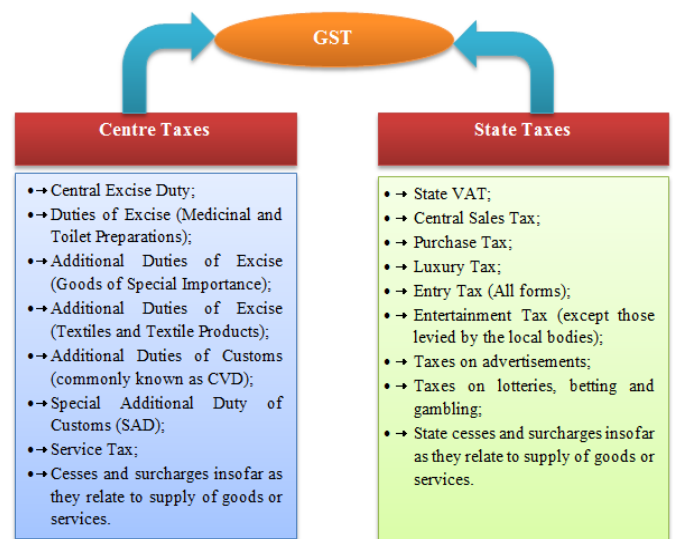 GST
Centre Taxes
•→ Central Excise Duty;
•→ Duties of Excise (Medicinal and
Toilet Preparations);
•→ Additional Duties of Excise
(Goods of Special Importance);
•→ Additional Duties of Excise
(Textiles and Textile Products);
•→ Additional Duties of Customs
(commonly known as CVD);
•→ Special Additional Duty of
Customs (SAD);
•→ Service Tax;
•→ Cesses and surcharges insofar as
they relate to supply of goods or
services.
State Taxes
•→ State VAT;
•→ Central Sales Tax;
•→ Purchase Tax;
•→ Luxury Tax;
•→ Entry Tax (All forms);
•→ Entertainment Tax (except those
levied by the local bodies);
•→ Taxes on advertisements;
•→ Taxes on lotteries, betting and
gambling;
•→ State cesses and surcharges insofar
as they relate to supply of goods or
services.